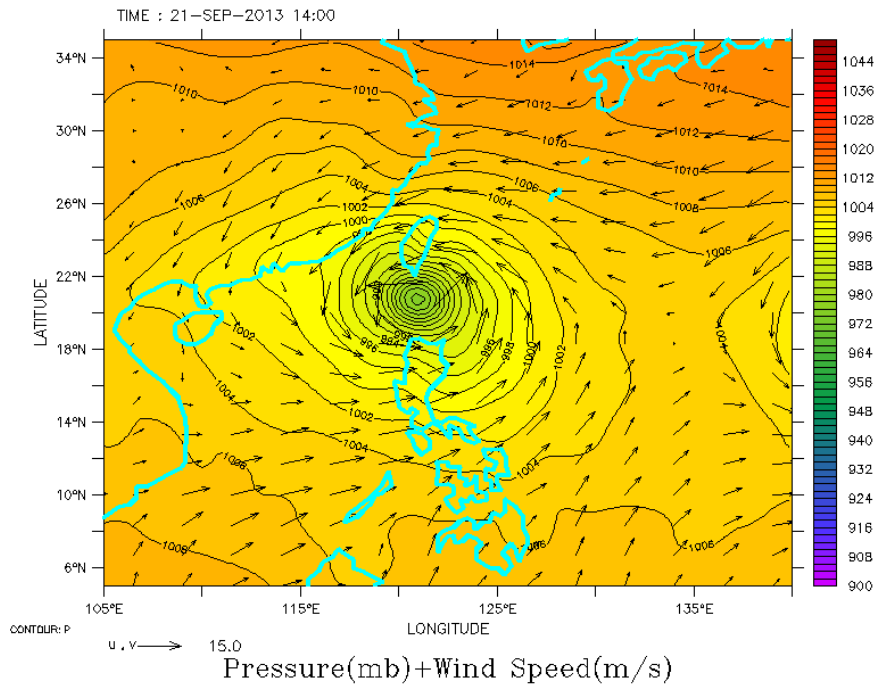 TIME : 21-SEP-2013 14:00
34°N
30°N
26°N
22°N
18°N
14°N
10°N
6°N
LATITUDE
105°E
115°E
125°E
135°E
LONGITUDE
1014
1014
1010
1010
1012
1012
1010
1010
1008
1006
1006
1006
1004
1004
1002
1000
996
998
1000
1002
1004
1002
1004
1002
1004
1004
1006
1006
1006
1008
1044
1036
1028
1020
1012
1004
996
988
980
972
964
956
948
940
932
924
916
908
900
CONTOUR: P
u,v 15.0
Pressure(mb)+Wind Speed(m/s)